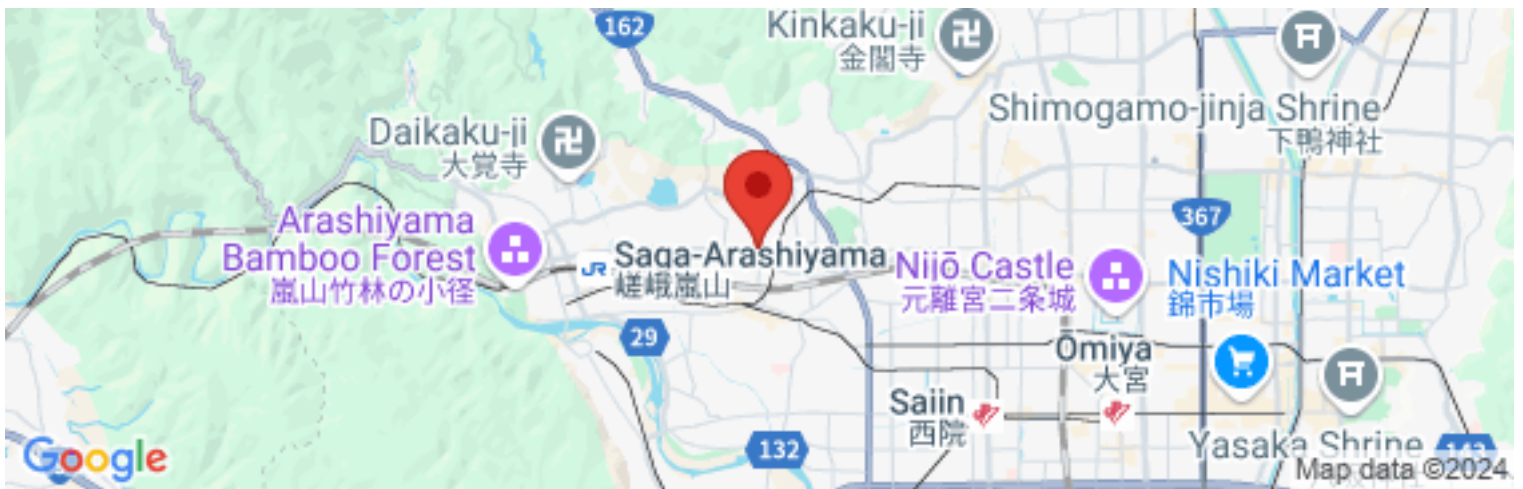 162
Kinkaku-ji
金閣寺
Shimogamo-jinja Shrine
下鴨神社
Daikaku-ji
大覚寺
367
Arashiyama
Bamboo Forest
嵐山竹林の小径
JR
Saga-Arashiyama
嵯峨嵐山
Nijō Castle
元離宮二条城
Nishiki Market
錦市場
29
Ōmiya
大宮
Saiin
西院
132
Yasaka Shrine
Google
Map data ©2024